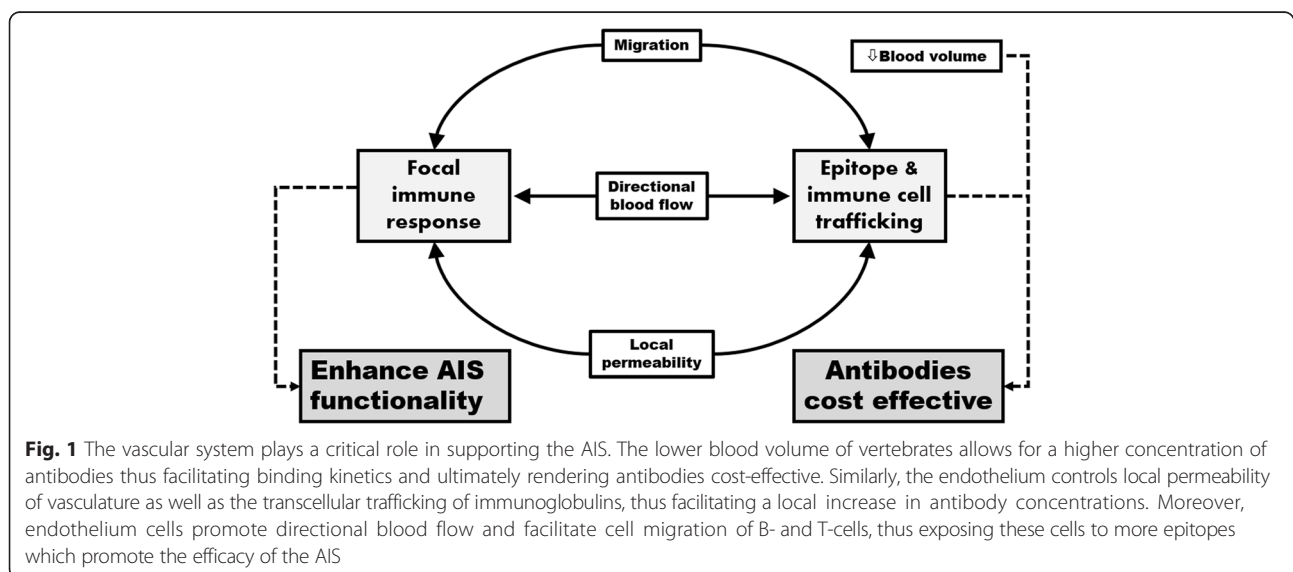 Migration
⇩Blood volume
Focal
immune
response
Directional
blood flow
Epitope &
immune cell
trafficking
Local
permeability
Enhance AIS
functionality
Antibodies
cost effective
Fig. 1 The vascular system plays a critical role in supporting the AIS. The lower blood volume of vertebrates allows for a higher concentration of
antibodies thus facilitating binding kinetics and ultimately rendering antibodies cost-effective. Similarly, the endothelium controls local permeability
of vasculature as well as the transcellular trafficking of immunoglobulins, thus facilitating a local increase in antibody concentrations. Moreover,
endothelium cells promote directional blood flow and facilitate cell migration of B- and T-cells, thus exposing these cells to more epitopes
which promote the efficacy of the AIS